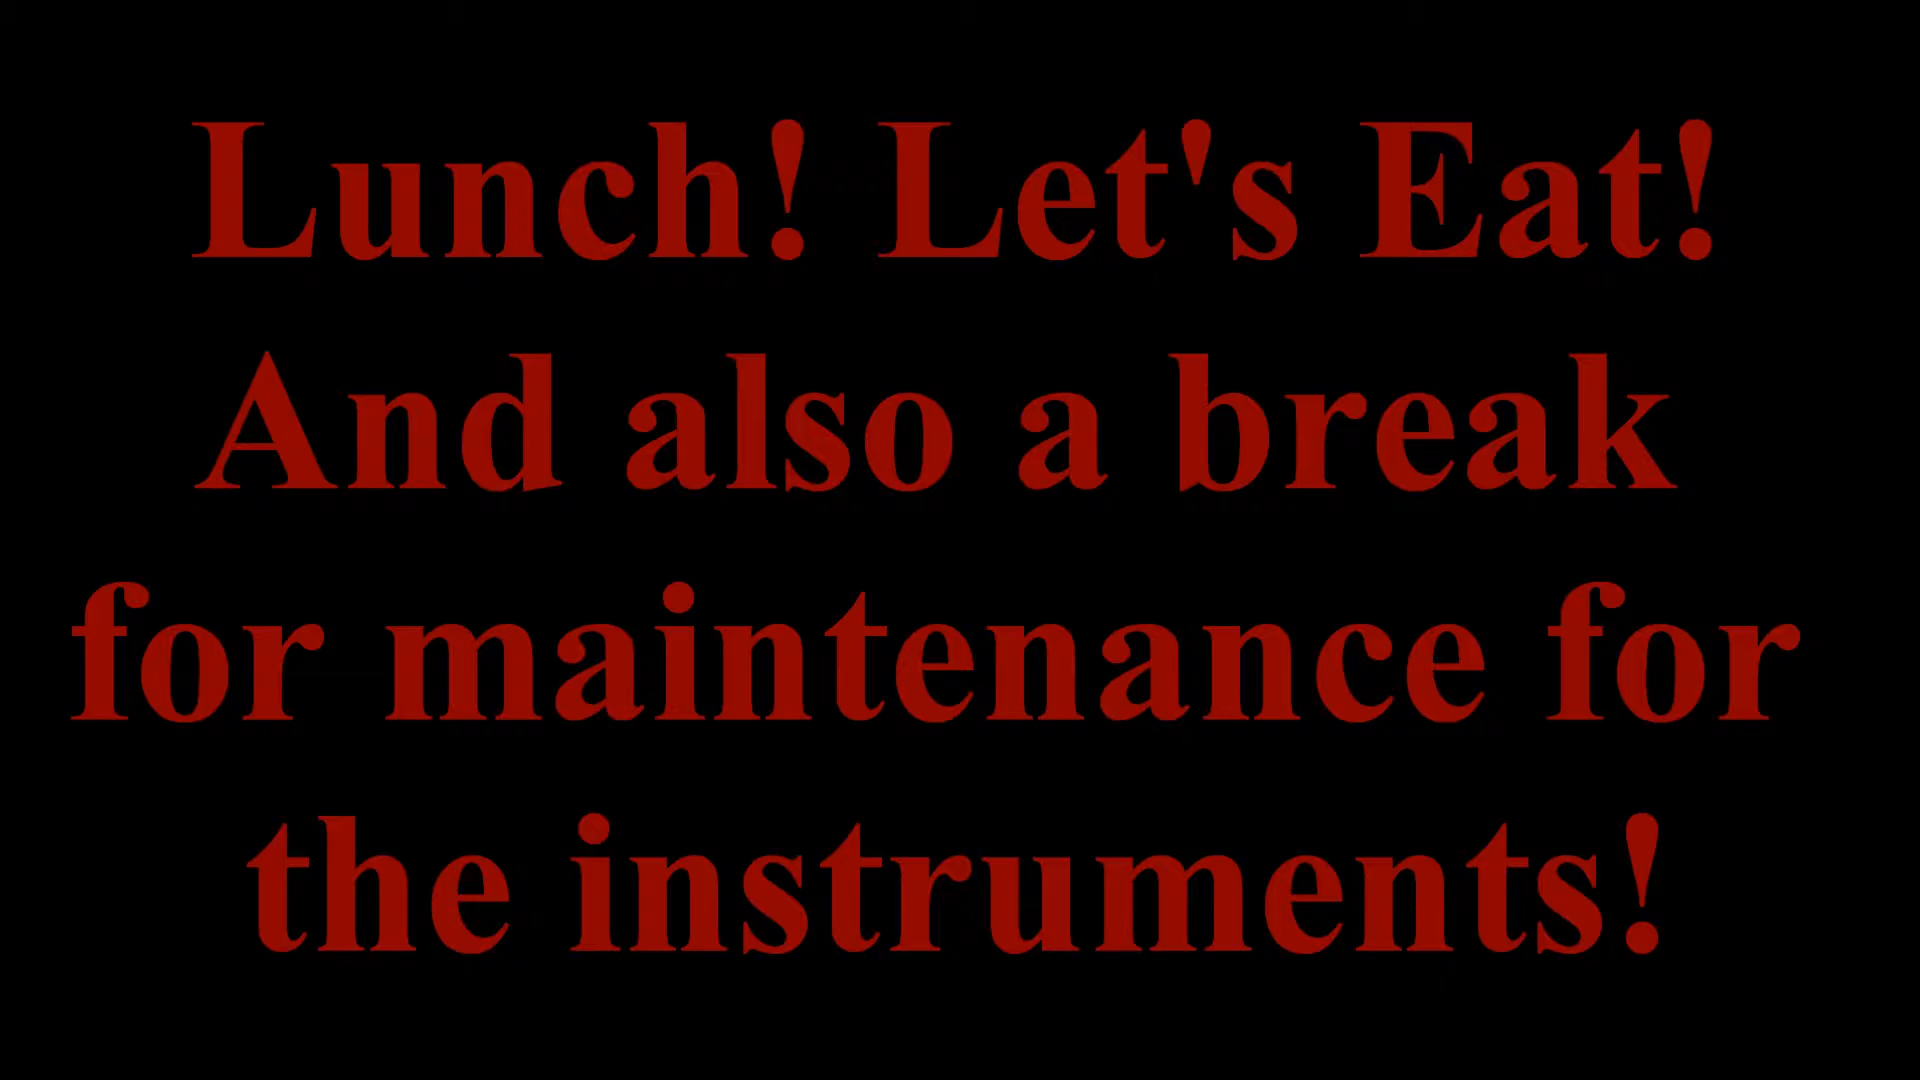 Lunch! Let's Eat!
And also a break
for maintenance for
the instruments!